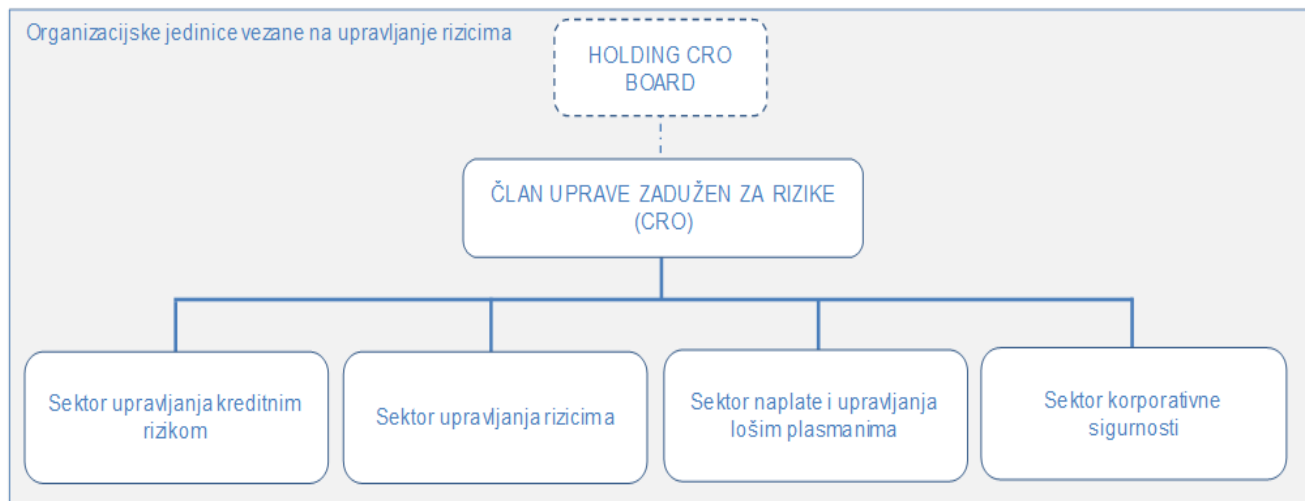 Organizacijske jedinice vezane na upravljanje rizicima
HOLDING CRO
BOARD
ČLAN UPRAVE ZADUŽEN ZA RIZIKE
(CRO)
Sektor upravljanja kreditnim
rizikom
Sektor upravljanja rizicima
Sektor naplate i upravljanja
lošim plasmanima
Sektor korporativne
sigurnosti